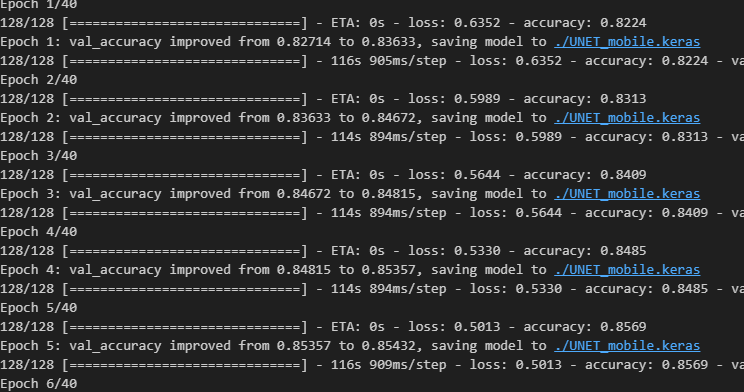 Epoch 1/40
128/128 [==============================] - ETA: 0s - loss: 0.6352 - accuracy: 0.8224
Epoch 1: val_accuracy improved from 0.82714 to 0.83633, saving model to ./UNET_mobile.keras
128/128 [==============================] - 116s 905ms/step - loss: 0.6352 - accuracy: 0.8224 - va
Epoch 2/40
128/128 [==============================] - ETA: 0s - loss: 0.5989 - accuracy: 0.8313
Epoch 2: val_accuracy improved from 0.83633 to 0.84672, saving model to ./UNET_mobile.keras
128/128 [==============================] - 114s 894ms/step - loss: 0.5989 - accuracy: 0.8313 - va
Epoch 3/40
128/128 [==============================] - ETA: 0s - loss: 0.5644 - accuracy: 0.8409
Epoch 3: val_accuracy improved from 0.84672 to 0.84815, saving model to ./UNET_mobile.keras
128/128 [==============================] - 114s 894ms/step - loss: 0.5644 - accuracy: 0.8409 - va
Epoch 4/40
128/128 [==============================] - ETA: 0s - loss: 0.5330 - accuracy: 0.8485
Epoch 4: val_accuracy improved from 0.84815 to 0.85357, saving model to ./UNET_mobile.keras
128/128 [==============================] - 114s 894ms/step - loss: 0.5330 - accuracy: 0.8485 - va
Epoch 5/40
128/128 [==============================] - ETA: 0s - loss: 0.5013 - accuracy: 0.8569
Epoch 5: val_accuracy improved from 0.85357 to 0.85432, saving model to ./UNET_mobile.keras
128/128 [==============================] - 116s 909ms/step - loss: 0.5013 - accuracy: 0.8569 - va
Epoch 6/40